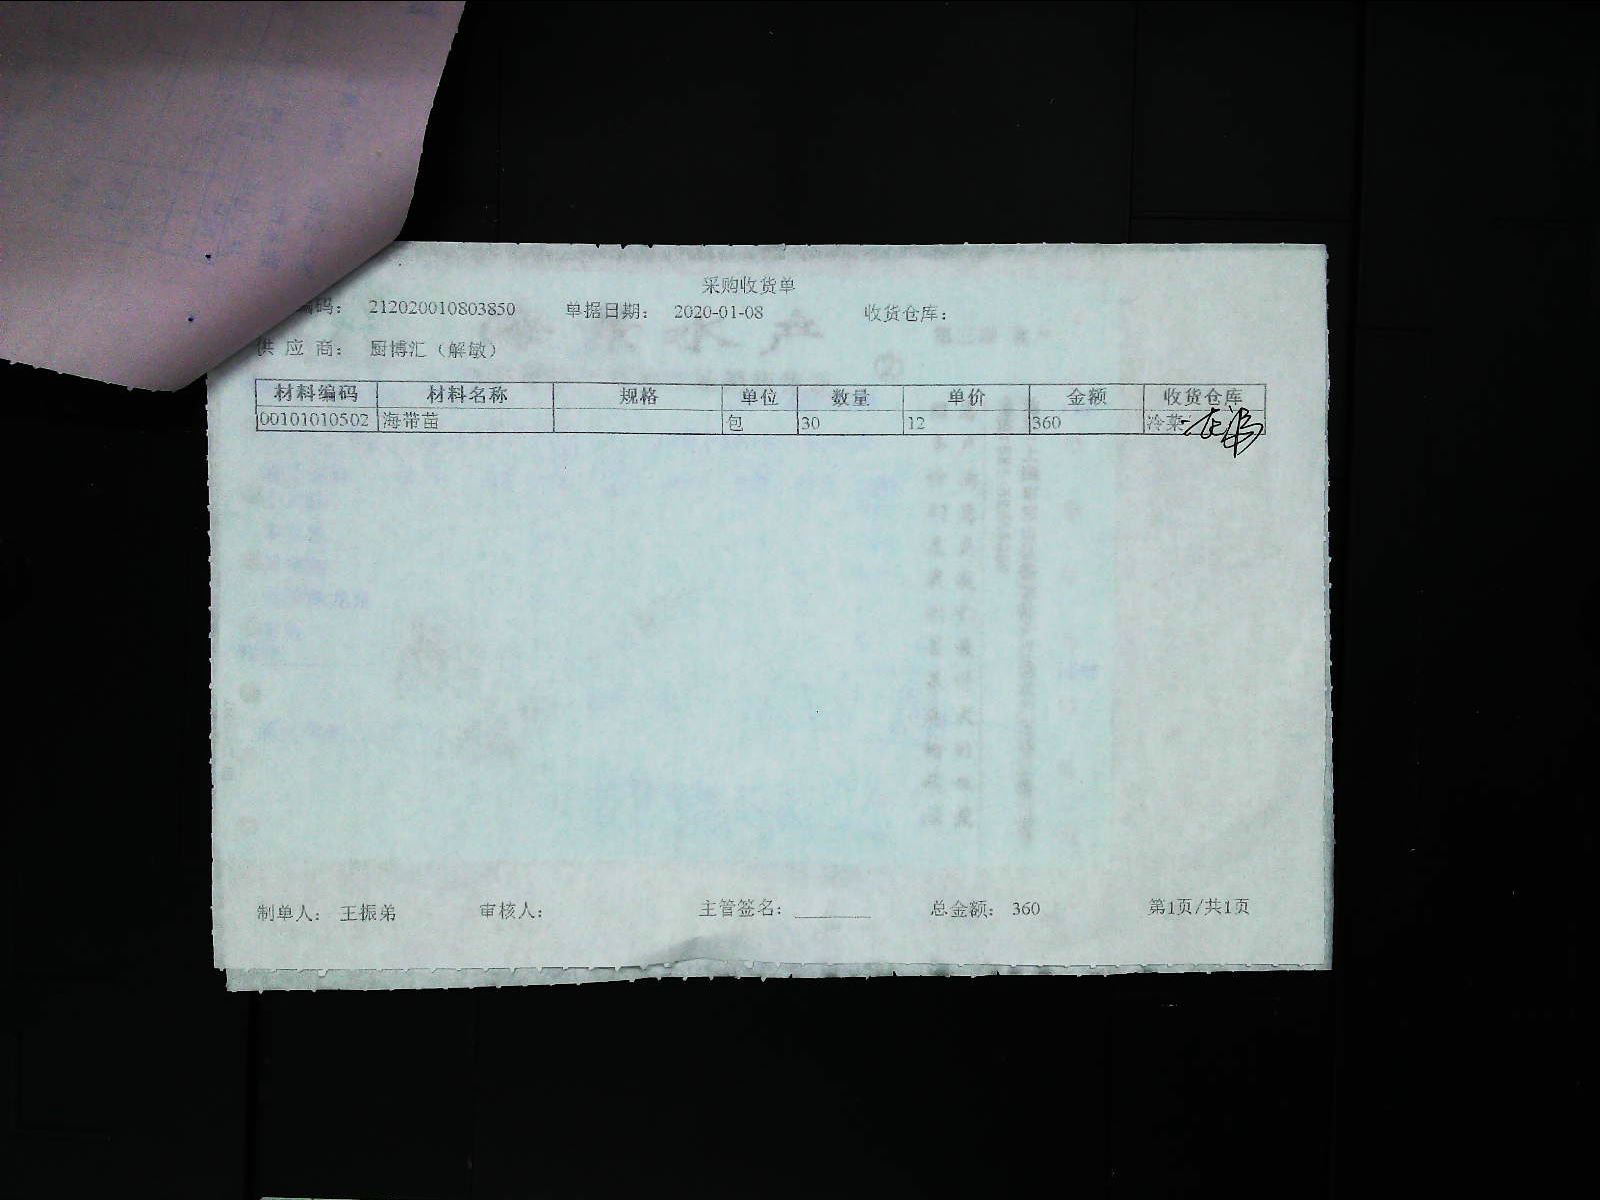 采购收货单
编码: 212020010803850 单据日期: 2020-01-08 收货仓库:
供 应 商: 厨博汇（解敏）
材料编码 材料名称 规格 单位 数量 单价 金额 收货仓库
00101010502 海带苗 包 30 12 360 冷菜
制单人: 王振弟 审核人: 主管签名: ________ 总金额: 360 第1页/共1页